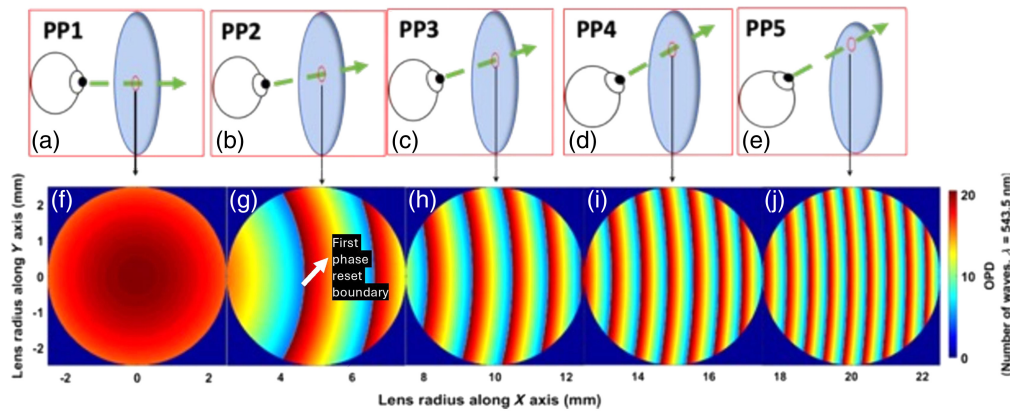 PP1
PP2
PP3
PP4
PP5
(a)
(b)
(c)
(d)
(e)
(f)
(g)
(h)
(i)
(j)
First
phase
reset
boundary
Lens radius along Y axis (mm)
2
1
0
-1
-2
-2 0 2
4 6
8 10 12
14 16
18 20 22
Lens radius along X axis (mm)
20
10
0
OPD
(Number of waves, λ = 543.5 nm)